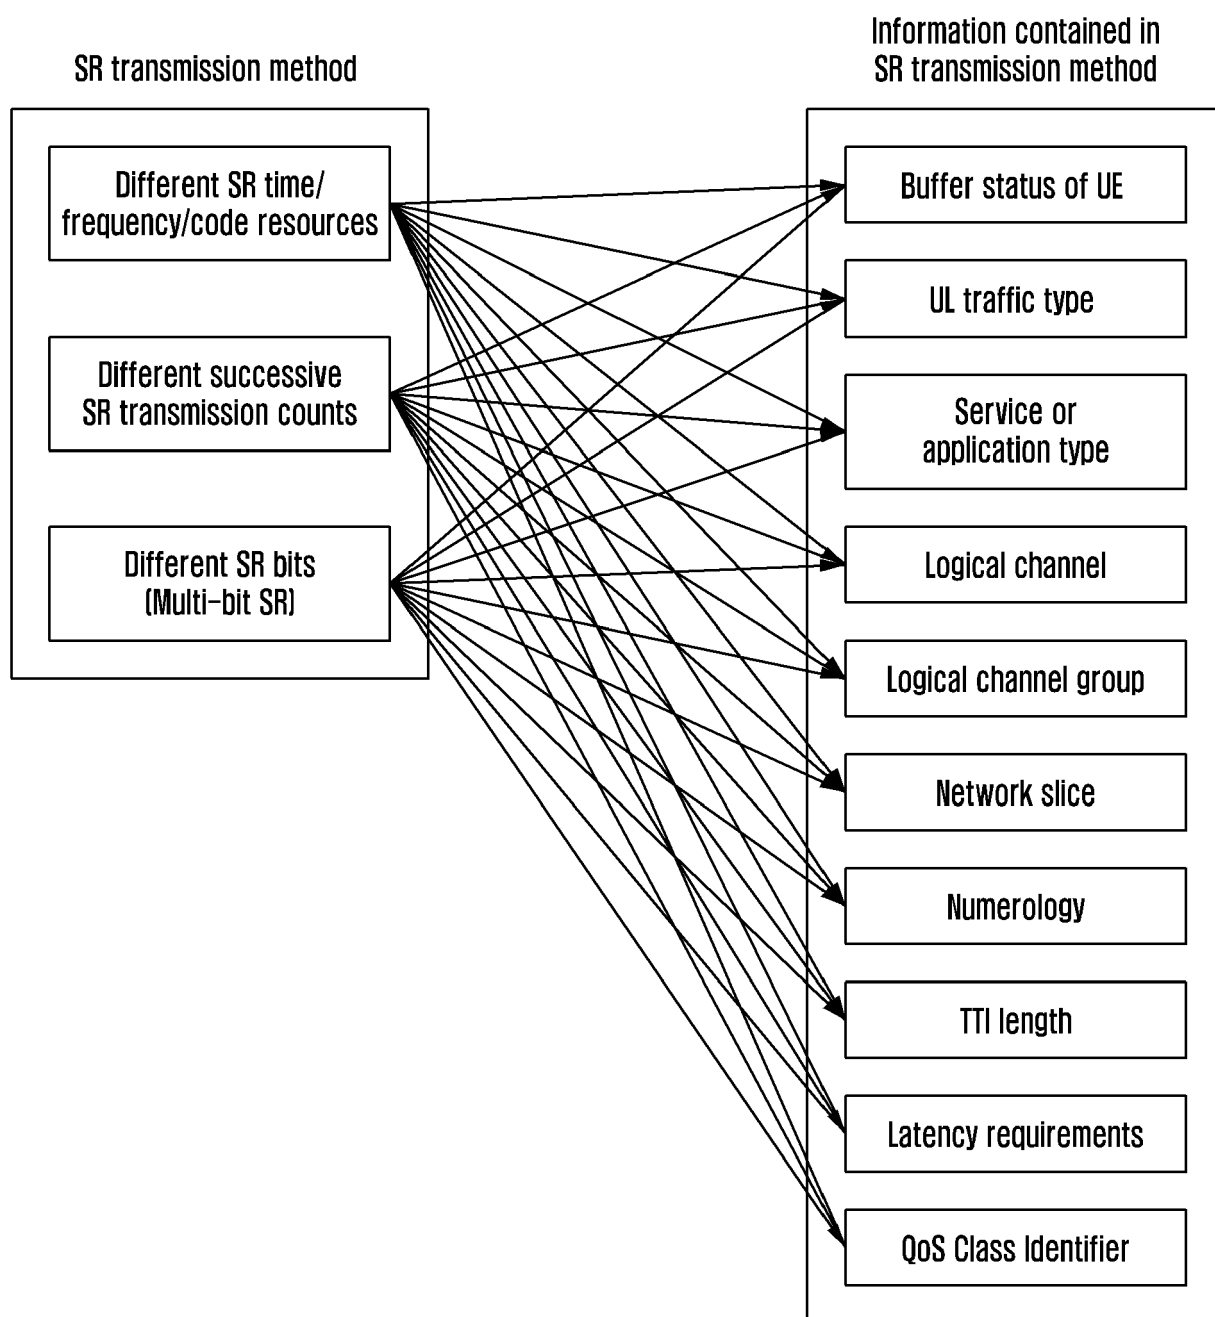 SR transmission method
Different SR time/
frequency/code resources
Different successive
SR transmission counts
Different SR bits
(Multi-bit SR)
Information contained in
SR transmission method
Buffer status of UE
UL traffic type
Service or
application type
Logical channel
Logical channel group
Network slice
Numerology
TTI length
Latency requirements
QoS Class Identifier